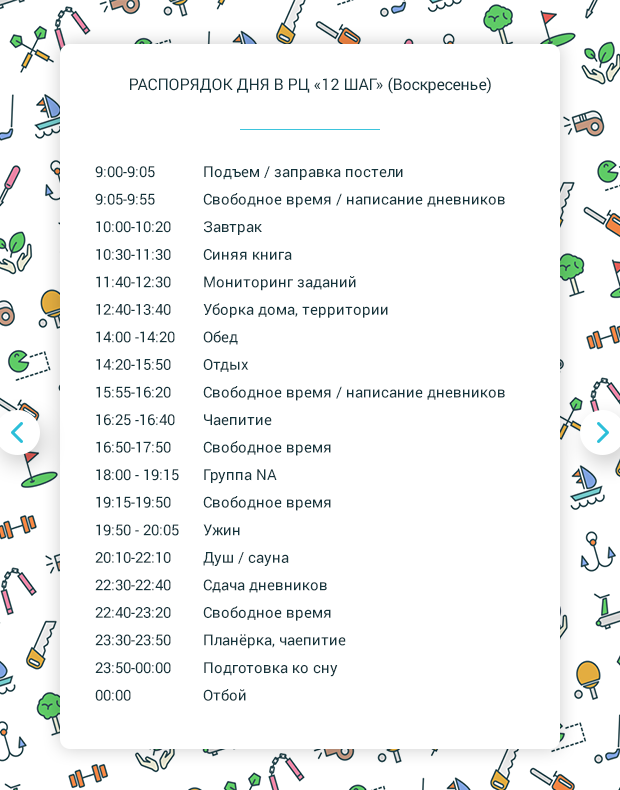 РАСПОРЯДОК ДНЯ В РЦ «12 ШАГ» (Воскресенье)
9:00-9:05 Подъем / заправка постели
9:05-9:55 Свободное время / написание дневников
10:00-10:20 Завтрак
10:30-11:30 Синяя книга
11:40-12:30 Мониторинг заданий
12:40-13:40 Уборка дома, территории
14:00 -14:20 Обед
14:20-15:50 Отдых
15:55-16:20 Свободное время / написание дневников
16:25 -16:40 Чаепитие
16:50-17:50 Свободное время
18:00 - 19:15 Группа NA
19:15-19:50 Свободное время
19:50 - 20:05 Ужин
20:10-22:10 Душ / сауна
22:30-22:40 Сдача дневников
22:40-23:20 Свободное время
23:30-23:50 Планёрка, чаепитие
23:50-00:00 Подготовка ко сну
00:00 Отбой